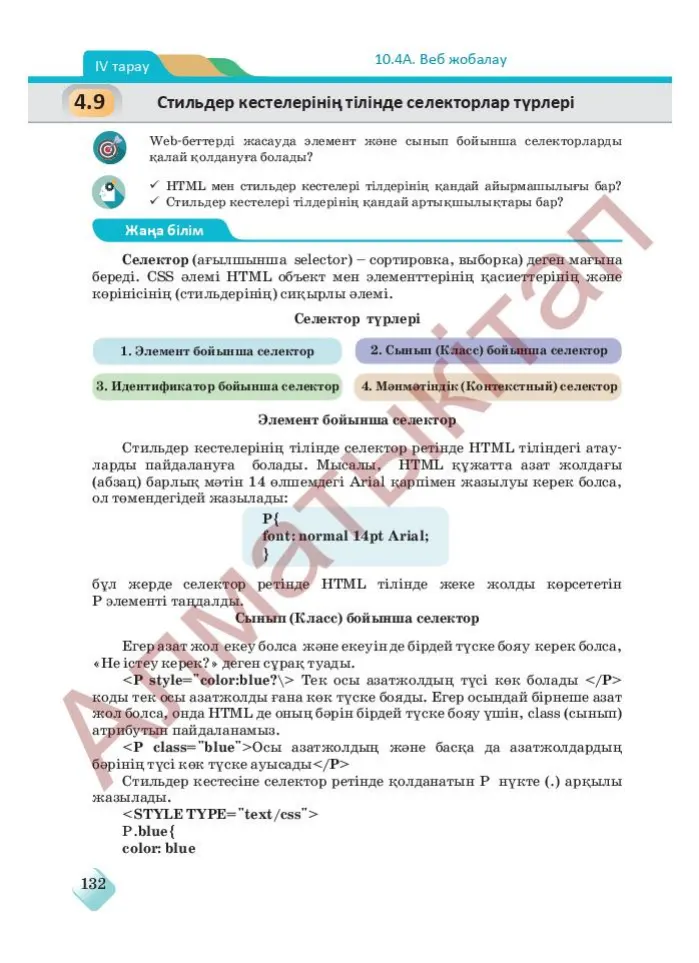 IV тарау
10.4А. Веб жобалау
4.9
Стильдер кестелерінің тілінде селекторлар түрлері
Web-беттерді жасауда элемент және сынып бойынша селекторларды
қалай қолдануға болады?
✓ HTML мен стильдер кестелері тілдерінің қандай айырмашылығы бар?
✓ Стильдер кестелері тілдерінің қандай артықшылықтары бар?
Жаңа білім
Селектор (ағылшынша selector) – сортировка, выборка) деген мағына
береді. CSS әлемі HTML объект мен элементтерінің қасиеттерінің және
көрінісінің (стильдерінің) сиқырлы әлемі.
Селектор түрлері
1. Элемент бойынша селектор
2. Сынып (Класс) бойынша селектор
3. Идентификатор бойынша селектор
4. Мәнмәтіндік (Контекстный) селектор
Элемент бойынша селектор
Стильдер кестелерінің тілінде селектор ретінде HTML тіліндегі атау-
ларды пайдалануға болады. Мысалы, HTML құжатта азат жолдағы
(абзац) барлық мәтін 14 өлшемдегі Arial қарпімен жазылуы керек болса,
ол төмендегідей жазылады:
P{
font: normal 14pt Arial;
}
бұл жерде селектор ретінде HTML тілінде жеке жолды көрсететін
P элементі таңдалды.
Сынып (Класс) бойынша селектор
Егер азат жол екеу болса және екеуін де бірдей түске бояу керек болса,
«Не істеу керек?» деген сұрақ туады.
<P style="color:blue?\> Тек осы азатжолдың түсі көк болады </P>
коды тек осы азатжолды ғана көк түске бояды. Егер осындай бірнеше азат
жол болса, онда HTML де оның бәрін бірдей түске бояу үшін, class (сынып)
атрибутын пайдаланамыз.
<P class="blue">Осы азатжолдың және басқа да азатжолдардың
бәрінің түсі көк түске ауысады</P>
Стильдер кестесіне селектор ретінде қолданатын P нүкте (.) арқылы
жазылады.
<STYLE TYPE="text/css">
P.blue{
color: blue
132
Алматыкітап